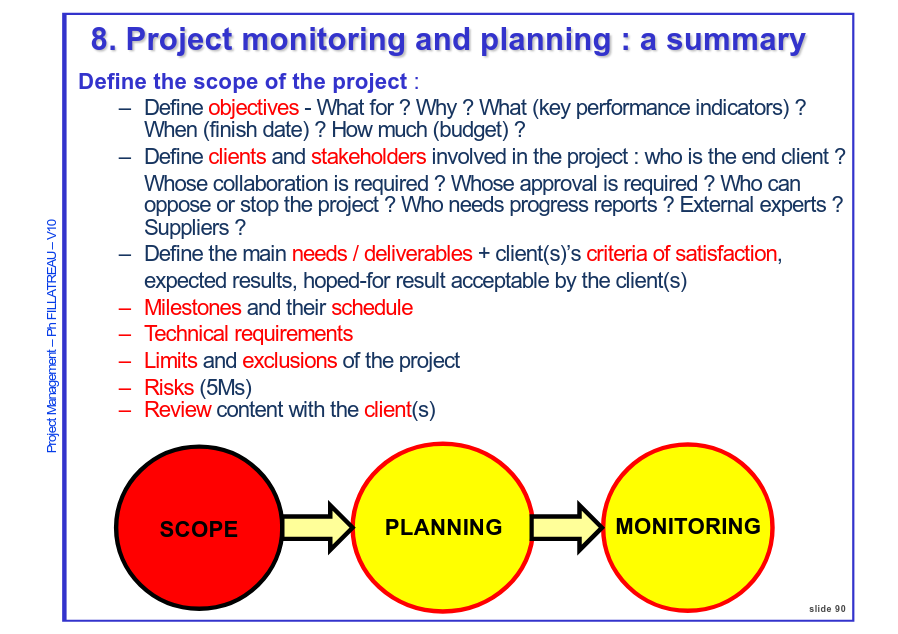 8. Project monitoring and planning : a summary
Define the scope of the project :
– Define objectives - What for ? Why ? What (key performance indicators) ?
When (finish date) ? How much (budget) ?
– Define clients and stakeholders involved in the project : who is the end client ?
Whose collaboration is required ? Whose approval is required ? Who can
oppose or stop the project ? Who needs progress reports ? External experts ?
Suppliers ?
– Define the main needs / deliverables + client(s)’s criteria of satisfaction,
expected results, hoped-for result acceptable by the client(s)
– Milestones and their schedule
– Technical requirements
– Limits and exclusions of the project
– Risks (5Ms)
– Review content with the client(s)
SCOPE
PLANNING
MONITORING
slide 90
Project Management – Ph FILLATREAU – V10